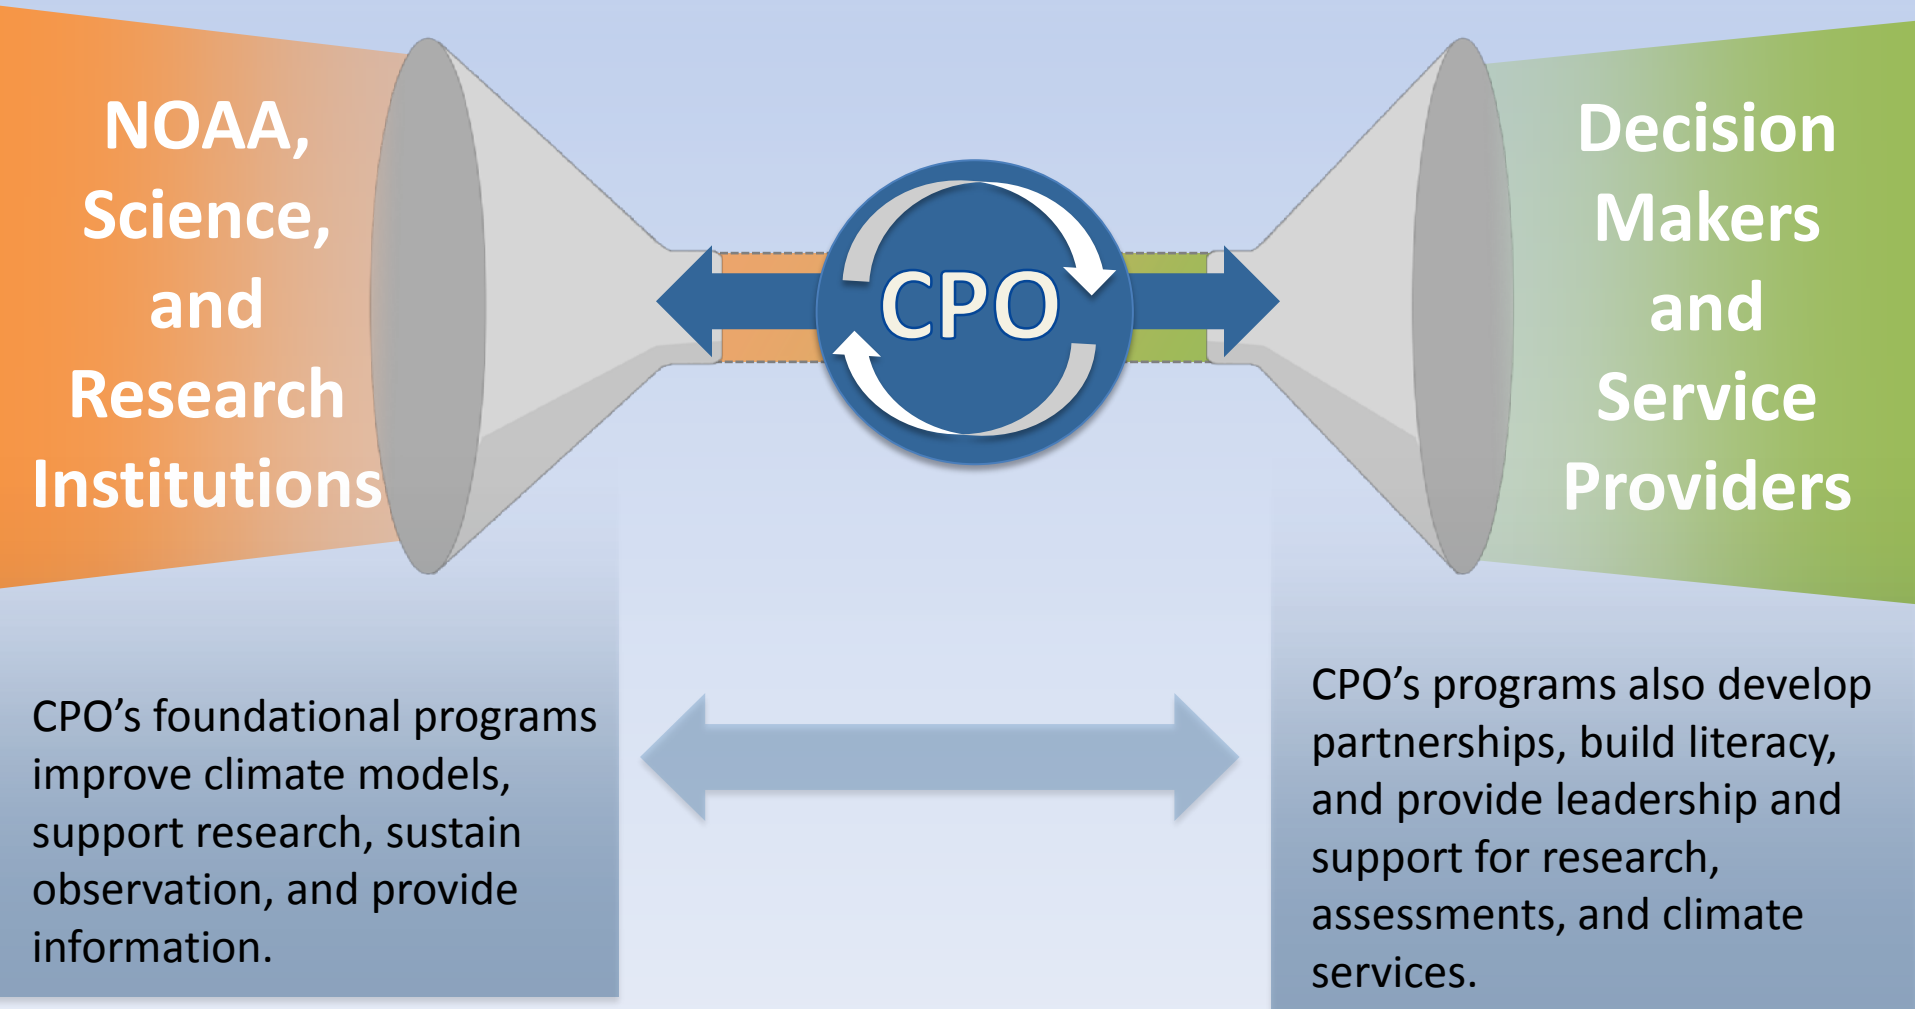 NOAA,
Science,
and
Research
Institutions
CPO
Decision
Makers
and
Service
Providers
CPO’s foundational programs
improve climate models,
support research, sustain
observation, and provide
information.
CPO’s programs also develop
partnerships, build literacy,
and provide leadership and
support for research,
assessments, and climate
services.